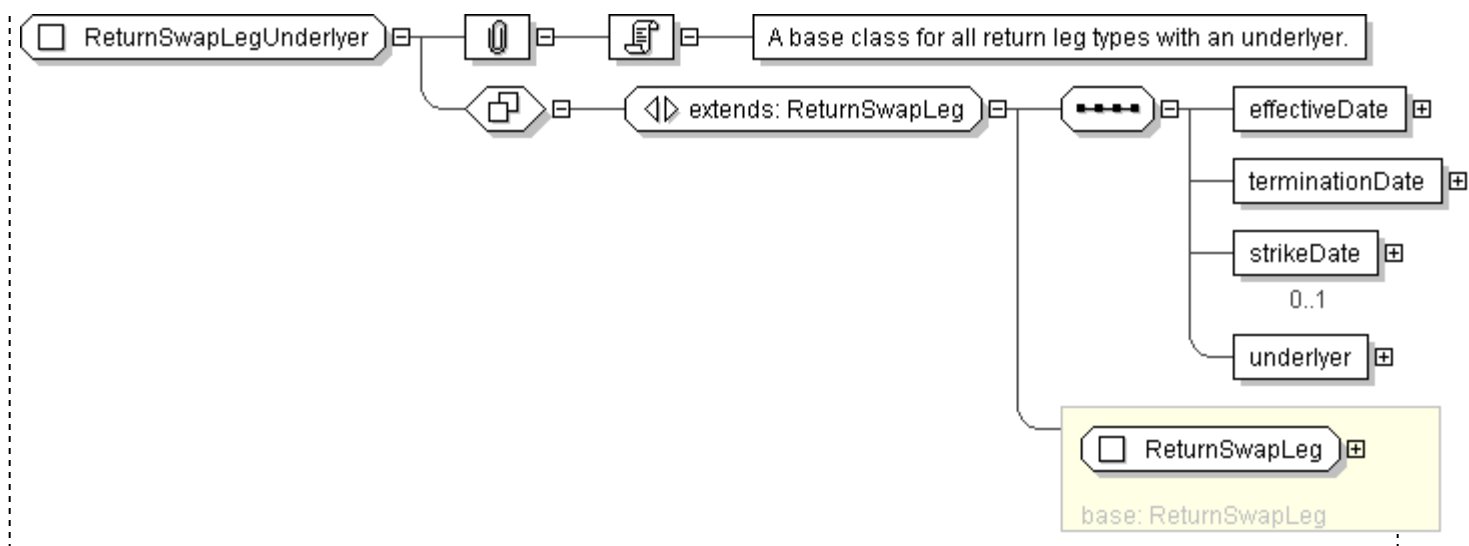 ReturnSwapLegUnderlyer
A base class for all return leg types with an underlyer.
extends: ReturnSwapLeg
effectiveDate
terminationDate
strikeDate
0..1
underlyer
ReturnSwapLeg
base: ReturnSwapLeg